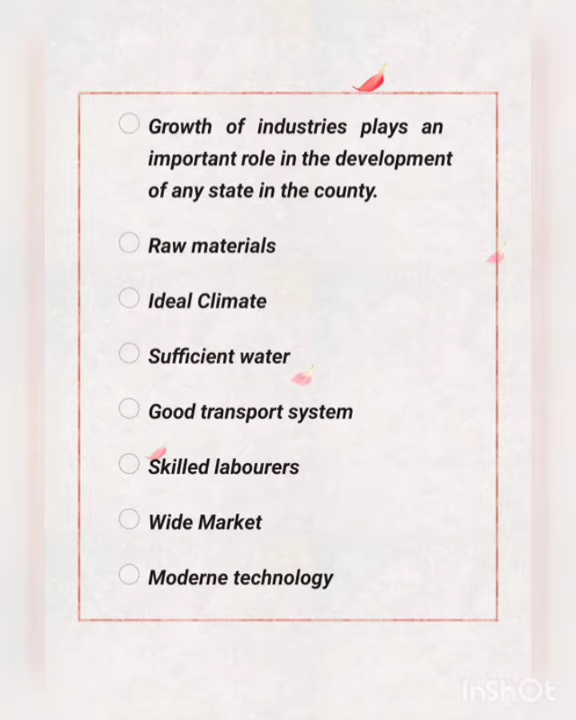 Growth of industries plays an
important role in the development
of any state in the county.
Raw materials
Ideal Climate
Sufficient water
Good transport system
Skilled labourers
Wide Market
Moderne technology
InShOt